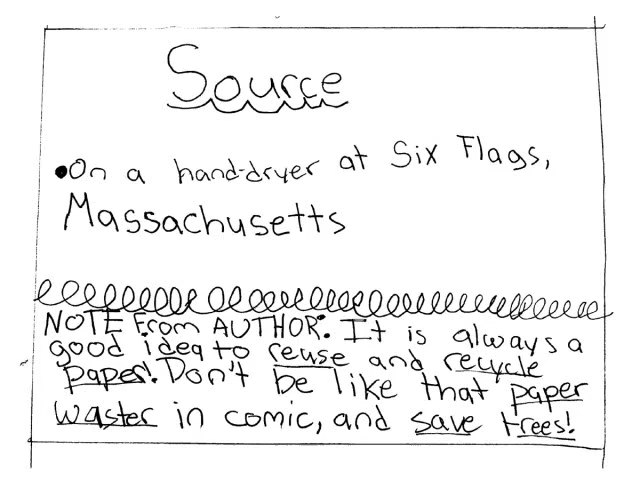 Source
•On a hand-dryer at Six Flags,
Massachusetts
NOTE From AUTHOR: It is always a
good idea to reuse and recycle
paper! Don't be like that paper
waster in comic, and save trees!